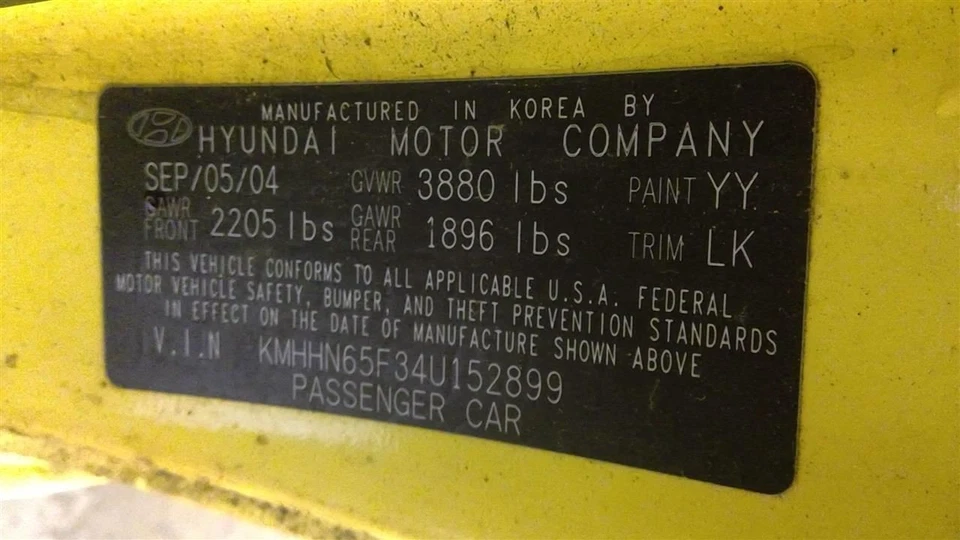 MANUFACTURED IN KOREA BY
HYUNDAI MOTOR COMPANY
SEP/05/04 GVWR 3880 lbs PAINT YY
GAWR FRONT 2205 lbs GAWR REAR 1896 lbs TRIM LK
THIS VEHICLE CONFORMS TO ALL APPLICABLE U.S.A. FEDERAL
MOTOR VEHICLE SAFETY, BUMPER, AND THEFT PREVENTION STANDARDS
IN EFFECT ON THE DATE OF MANUFACTURE SHOWN ABOVE
V.I.N KMHHN65F34U152899
PASSENGER CAR